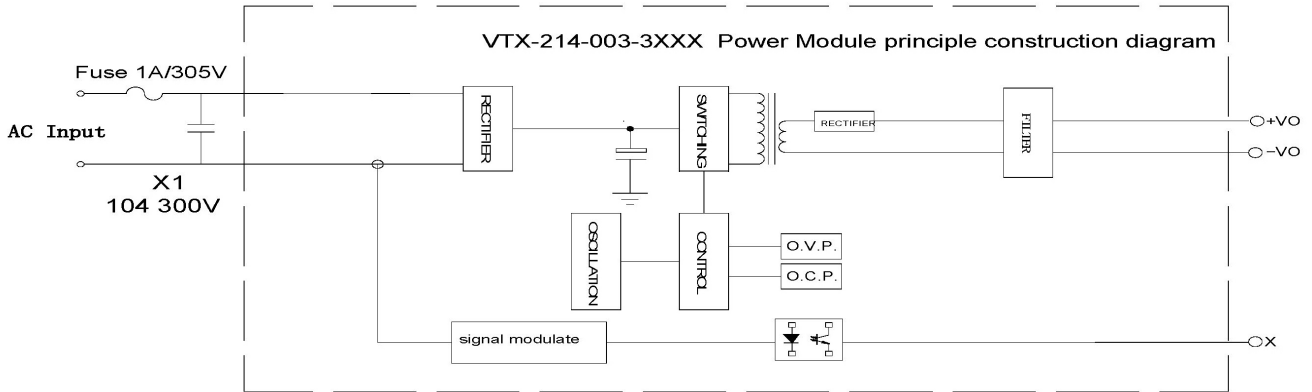 VTX-214-003-3XXX Power Module principle construction diagram
Fuse 1A/305V
AC Input
X1
104 300V
RECTIFIER
SWITCHING
RECTIFIER
FILTER
+VO
-VO
OSCILLATION
CONTROL
O.V.P.
O.C.P.
signal modulate
X